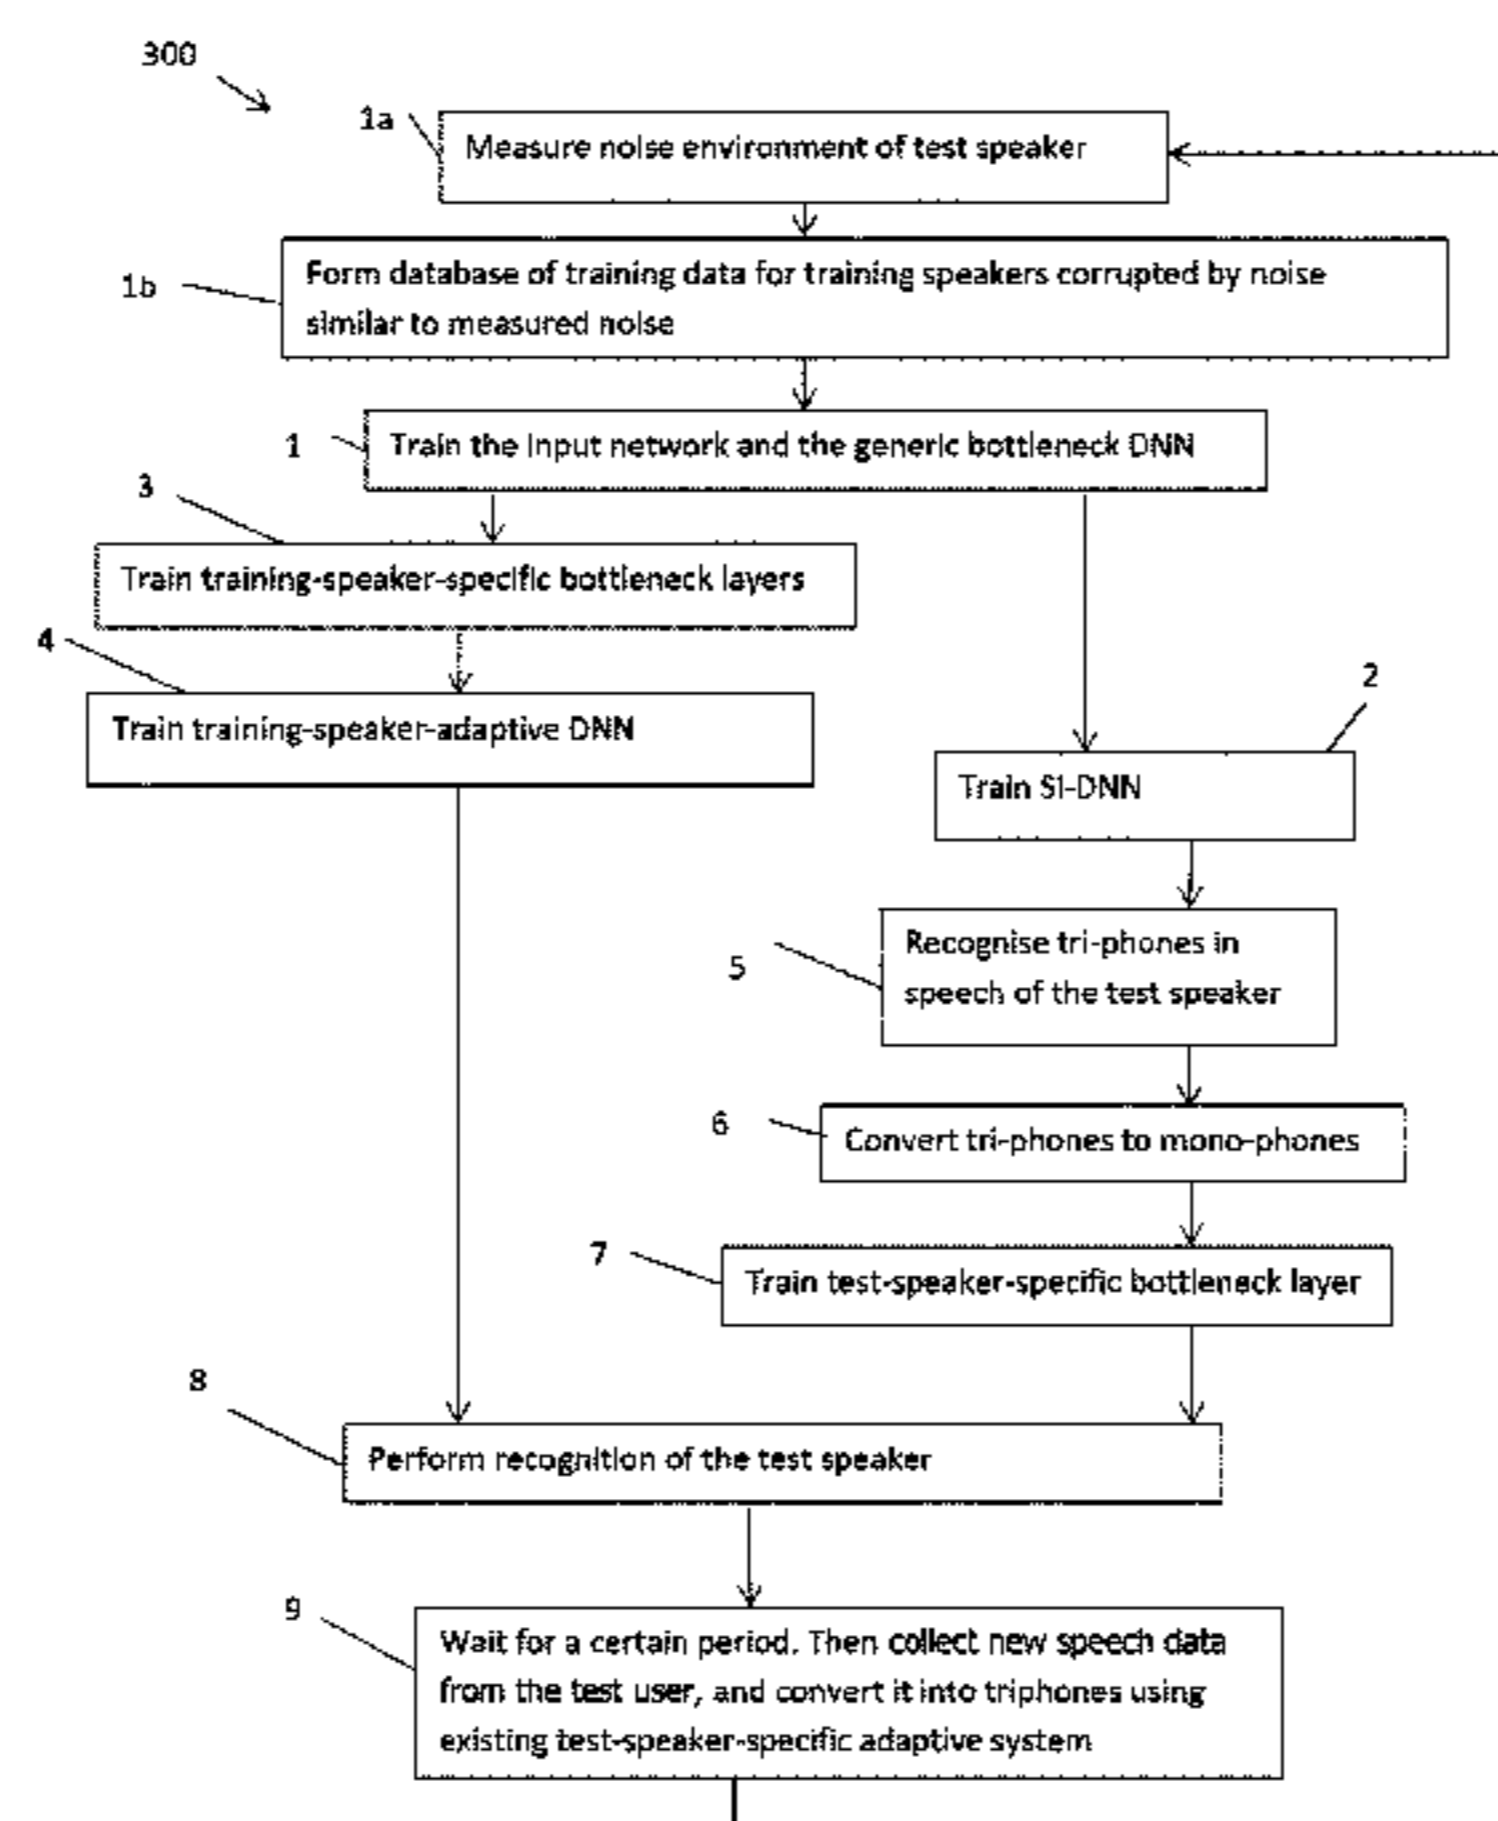 300
1a
Measure noise environment of test speaker
1b
Form database of training data for training speakers corrupted by noise
similar to measured noise
1
Train the input network and the generic bottleneck DNN
3
Train training-speaker-specific bottleneck layers
4
Train training-speaker-adaptive DNN
2
Train SI-DNN
5
Recognise tri-phones in
speech of the test speaker
6
Convert tri-phones to mono-phones
7
Train test-speaker-specific bottleneck layer
8
Perform recognition of the test speaker
9
Wait for a certain period. Then collect new speech data
from the test user, and convert it into triphones using
existing test-speaker-specific adaptive system